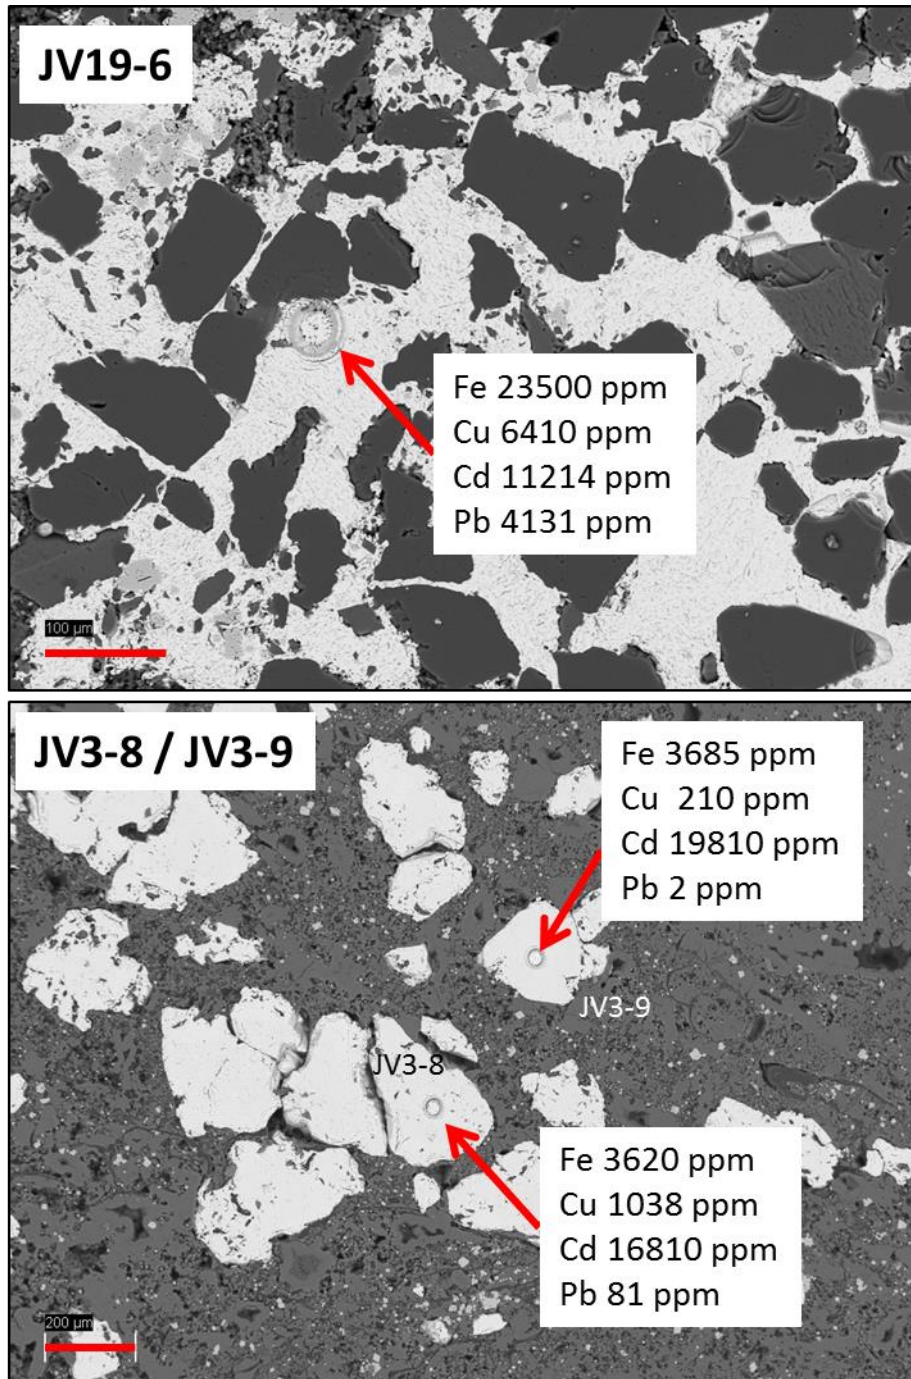 JV19-6
Fe 23500 ppm
Cu 6410 ppm
Cd 11214 ppm
Pb 4131 ppm
100 µm
JV3-8 / JV3-9
Fe 3685 ppm
Cu 210 ppm
Cd 19810 ppm
Pb 2 ppm
JV3-9
JV3-8
Fe 3620 ppm
Cu 1038 ppm
Cd 16810 ppm
Pb 81 ppm
200 µm